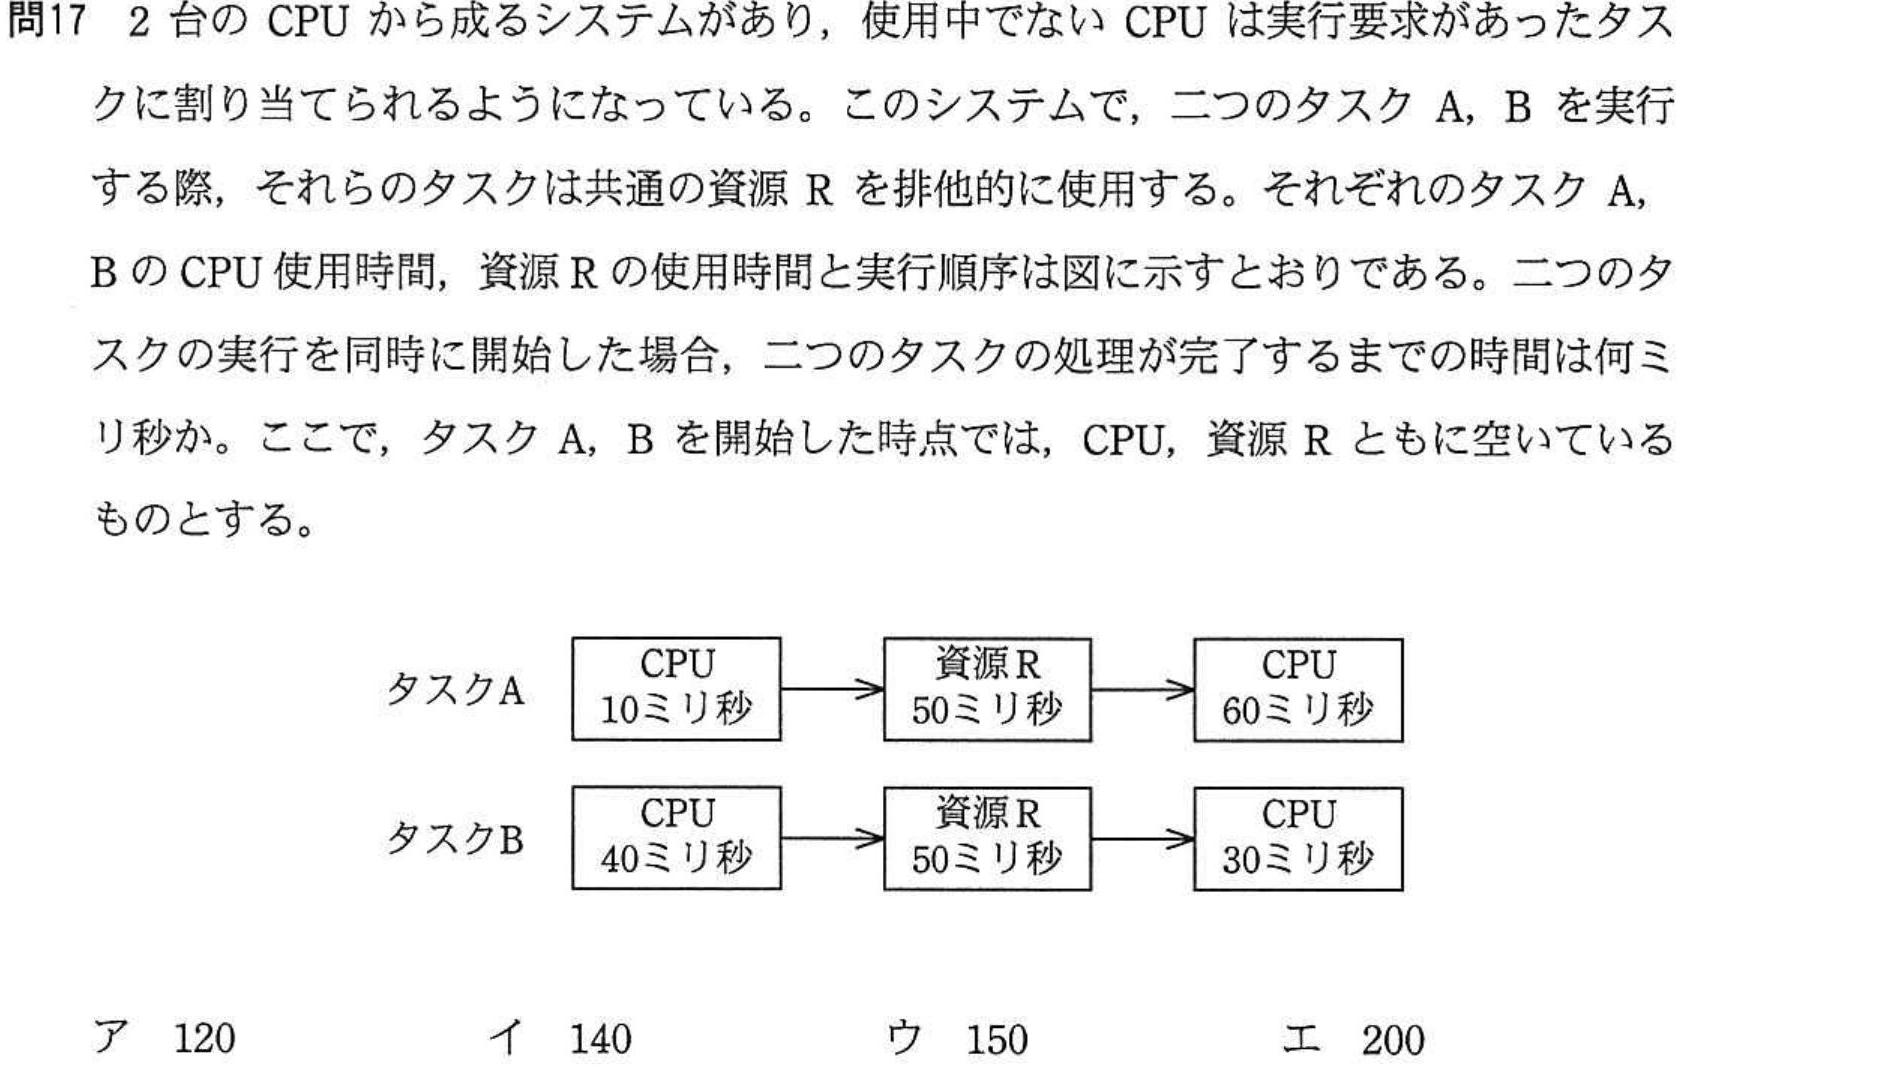 問17 2 台の CPU から成るシステムがあり，使用中でない CPU は実行要求があったタス
クに割り当てられるようになっている。このシステムで，二つのタスク A，B を実行
する際，それらのタスクは共通の資源 R を排他的に使用する。それぞれのタスク A，
B の CPU 使用時間，資源 R の使用時間と実行順序は図に示すとおりである。二つのタ
スクの実行を同時に開始した場合，二つのタスクの処理が完了するまでの時間は何ミ
リ秒か。ここで，タスク A，B を開始した時点では，CPU，資源 R ともに空いている
ものとする。
タスクA
CPU
10ミリ秒
資源R
50ミリ秒
CPU
60ミリ秒
タスクB
CPU
40ミリ秒
資源R
50ミリ秒
CPU
30ミリ秒
ア 120 イ 140 ウ 150 エ 200